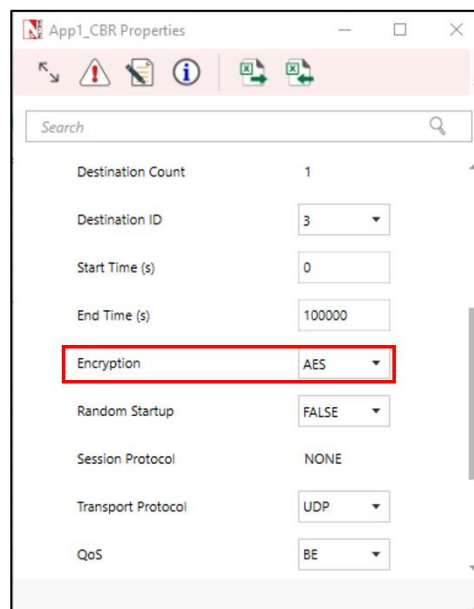 App1_CBR Properties
Search
Destination Count 1
Destination ID 3
Start Time (s) 0
End Time (s) 100000
Encryption AES
Random Startup FALSE
Session Protocol NONE
Transport Protocol UDP
QoS BE